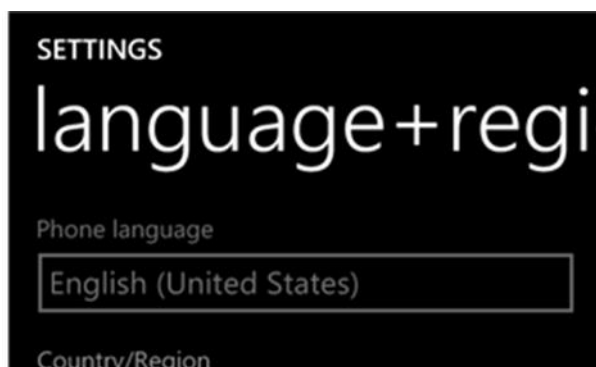 SETTINGS
language+regi
Phone language
English (United States)
Country/Region